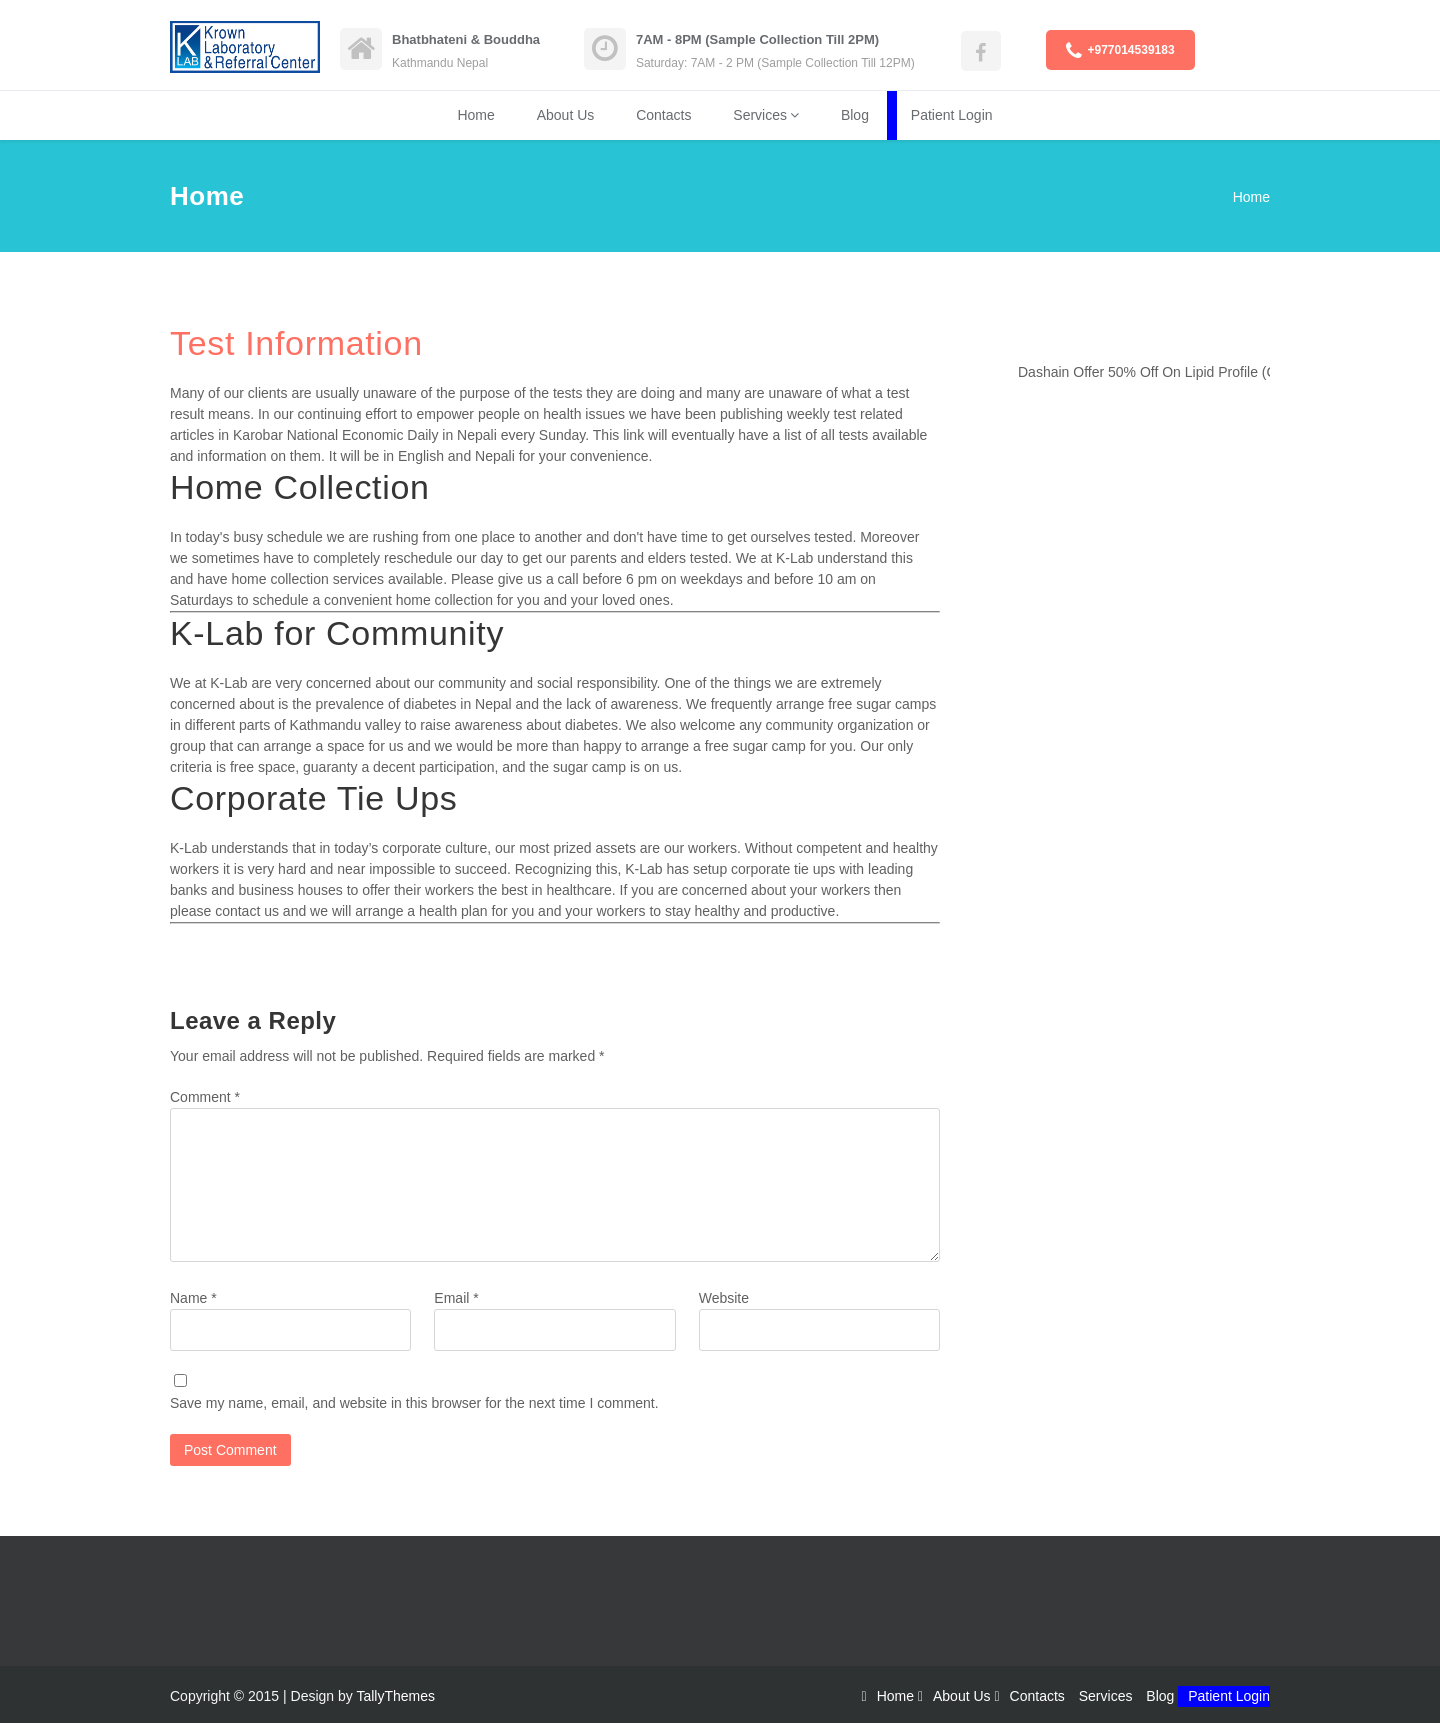 Krown
Laboratory
& Referral Center
K
LAB
Bhatbhateni & Bouddha
Kathmandu Nepal
7AM - 8PM (Sample Collection Till 2PM)
Saturday: 7AM - 2 PM (Sample Collection Till 12PM)
+977014539183
Home About Us Contacts Services Blog Patient Login
Home
Home
Test Information
Many of our clients are usually unaware of the purpose of the tests they are doing and many are unaware of what a test
result means. In our continuing effort to empower people on health issues we have been publishing weekly test related
articles in Karobar National Economic Daily in Nepali every Sunday. This link will eventually have a list of all tests available
and information on them. It will be in English and Nepali for your convenience.
Dashain Offer 50% Off On Lipid Profile (
Home Collection
In today's busy schedule we are rushing from one place to another and don't have time to get ourselves tested. Moreover
we sometimes have to completely reschedule our day to get our parents and elders tested. We at K-Lab understand this
and have home collection services available. Please give us a call before 6 pm on weekdays and before 10 am on
Saturdays to schedule a convenient home collection for you and your loved ones.
K-Lab for Community
We at K-Lab are very concerned about our community and social responsibility. One of the things we are extremely
concerned about is the prevalence of diabetes in Nepal and the lack of awareness. We frequently arrange free sugar camps
in different parts of Kathmandu valley to raise awareness about diabetes. We also welcome any community organization or
group that can arrange a space for us and we would be more than happy to arrange a free sugar camp for you. Our only
criteria is free space, guaranty a decent participation, and the sugar camp is on us.
Corporate Tie Ups
K-Lab understands that in today’s corporate culture, our most prized assets are our workers. Without competent and healthy
workers it is very hard and near impossible to succeed. Recognizing this, K-Lab has setup corporate tie ups with leading
banks and business houses to offer their workers the best in healthcare. If you are concerned about your workers then
please contact us and we will arrange a health plan for you and your workers to stay healthy and productive.
Leave a Reply
Your email address will not be published. Required fields are marked *
Comment *
Name * Email * Website
Save my name, email, and website in this browser for the next time I comment.
Post Comment
Copyright © 2015 | Design by TallyThemes
Home About Us Contacts Services Blog Patient Login